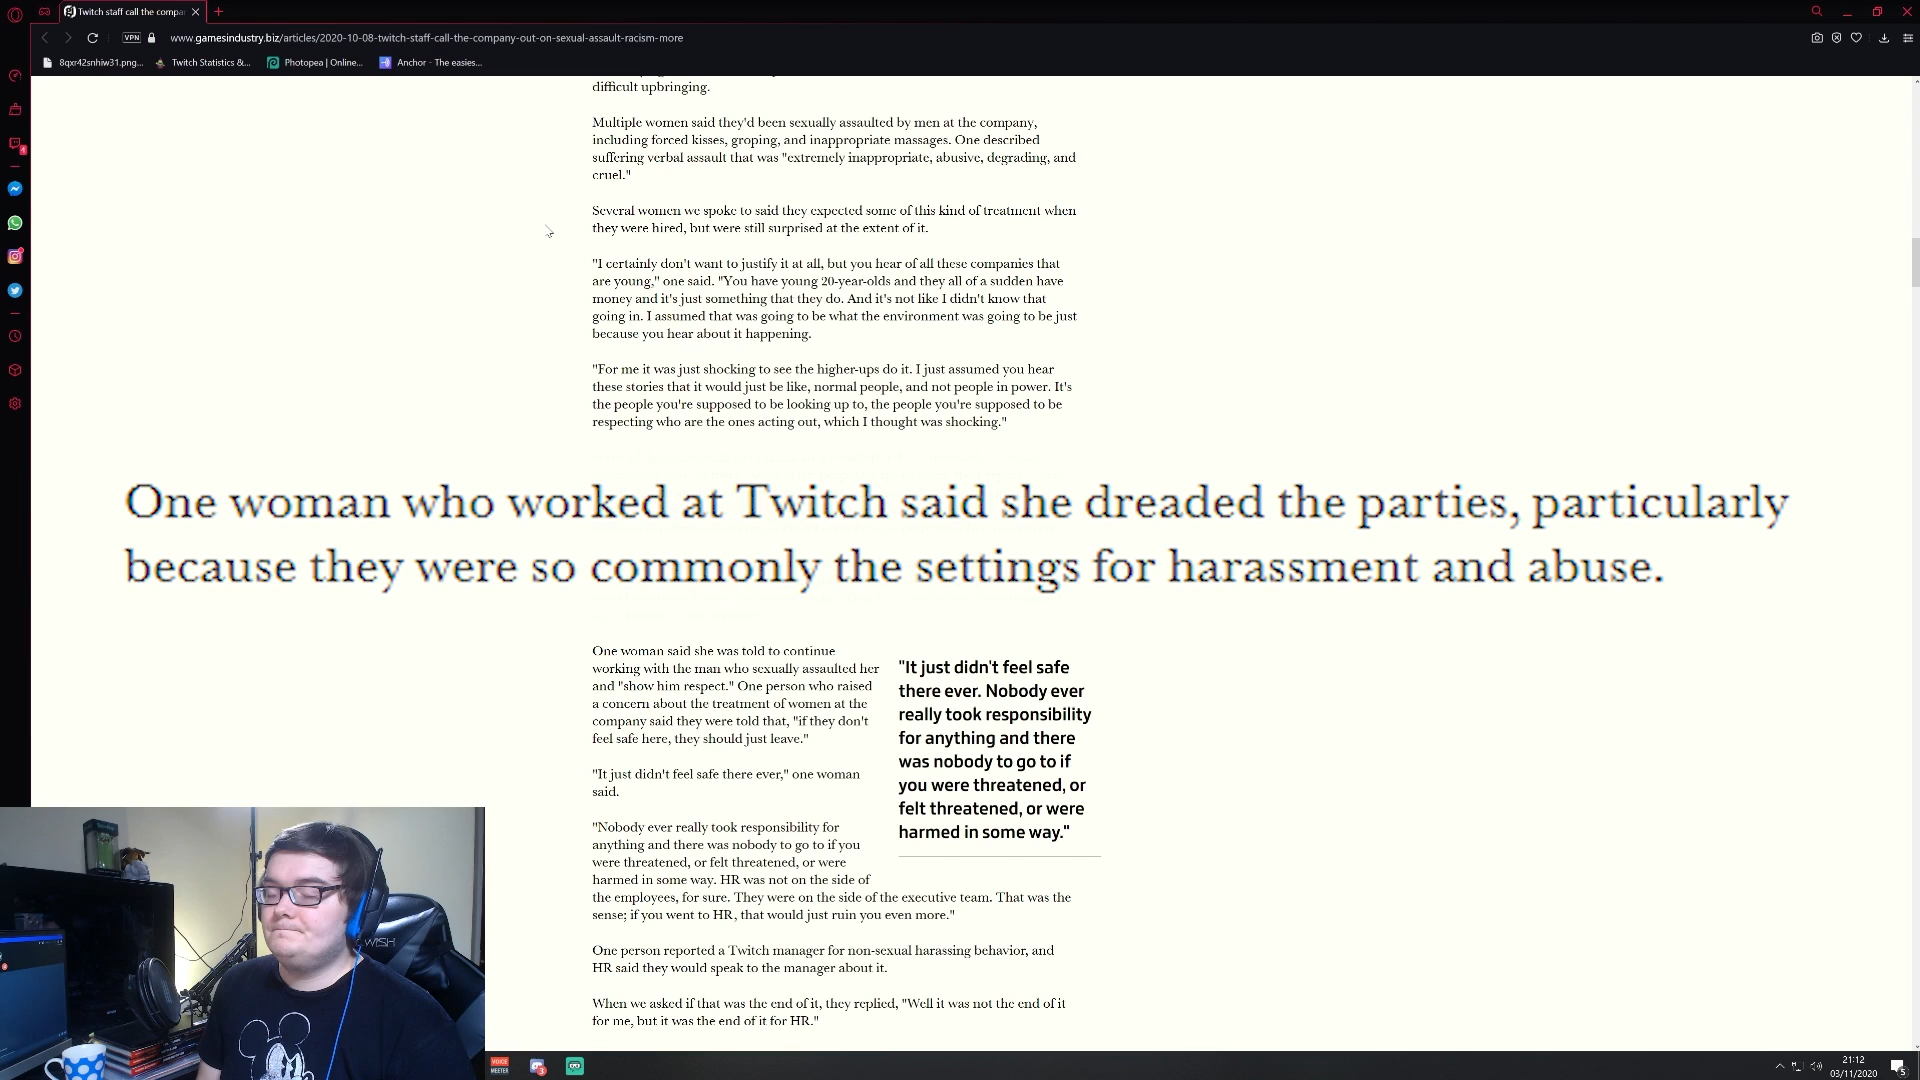 Twitch staff call the compa
VPN
www.gamesindustry.biz/articles/2020-10-08-twitch-staff-call-the-company-out-on-sexual-assault-racism-more
8qxr42snhiw31.png...
Twitch Statistics &...
Photopea | Online...
Anchor - The easies...
difficult upbringing.
Multiple women said they'd been sexually assaulted by men at the company,
including forced kisses, groping, and inappropriate massages. One described
suffering verbal assault that was "extremely inappropriate, abusive, degrading, and
cruel."
Several women we spoke to said they expected some of this kind of treatment when
they were hired, but were still surprised at the extent of it.
"I certainly don't want to justify it at all, but you hear of all these companies that
are young," one said. "You have young 20-year-olds and they all of a sudden have
money and it's just something that they do. And it's not like I didn't know that
going in. I assumed that was going to be what the environment was going to be just
because you hear about it happening.
"For me it was just shocking to see the higher-ups do it. I just assumed you hear
these stories that it would just be like, normal people, and not people in power. It's
the people you're supposed to be looking up to, the people you're supposed to be
respecting who are the ones acting out, which I thought was shocking."
One woman who worked at Twitch said she dreaded the parties, particularly
because they were so commonly the settings for harassment and abuse.
One woman said she was told to continue
working with the man who sexually assaulted her
and "show him respect." One person who raised
a concern about the treatment of women at the
company said they were told that, "if they don't
feel safe here, they should just leave."
"It just didn't feel safe there ever," one woman
said.
"Nobody ever really took responsibility for
anything and there was nobody to go to if you
were threatened, or felt threatened, or were
harmed in some way. HR was not on the side of
the employees, for sure. They were on the side of the executive team. That was the
sense; if you went to HR, that would just ruin you even more."
"It just didn't feel safe
there ever. Nobody ever
really took responsibility
for anything and there
was nobody to go to if
you were threatened, or
felt threatened, or were
harmed in some way."
One person reported a Twitch manager for non-sexual harassing behavior, and
HR said they would speak to the manager about it.
When we asked if that was the end of it, they replied, "Well it was not the end of it
for me, but it was the end of it for HR."
WISH
VOICE
MEETER
3
21:12
03/11/2020
5